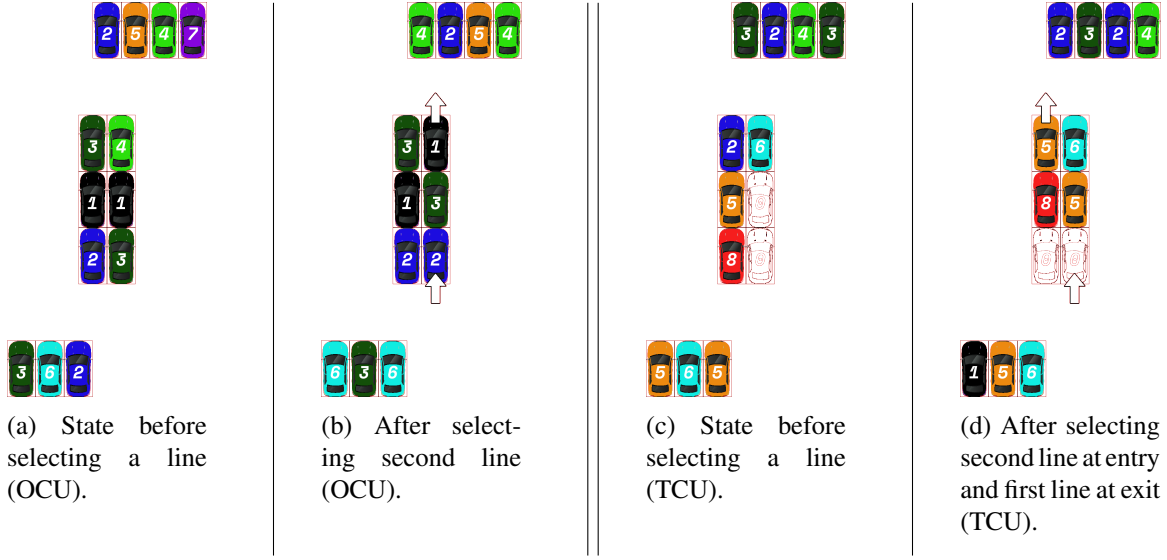 2 5 4 7
4 2 5 4
3 2 4 3
2 3 2 4
3 4
3 1
2 6
5 6
1 1
1 3
5 9
8 5
2 3
2 2
8 9
9 9
3 6 2
6 3 6
5 6 5
1 5 6
(a) State before
selecting a line
(OCU).
(b) After select-
ing second line
(OCU).
(c) State before
selecting a line
(TCU).
(d) After selecting
second line at entry
and first line at exit
(TCU).